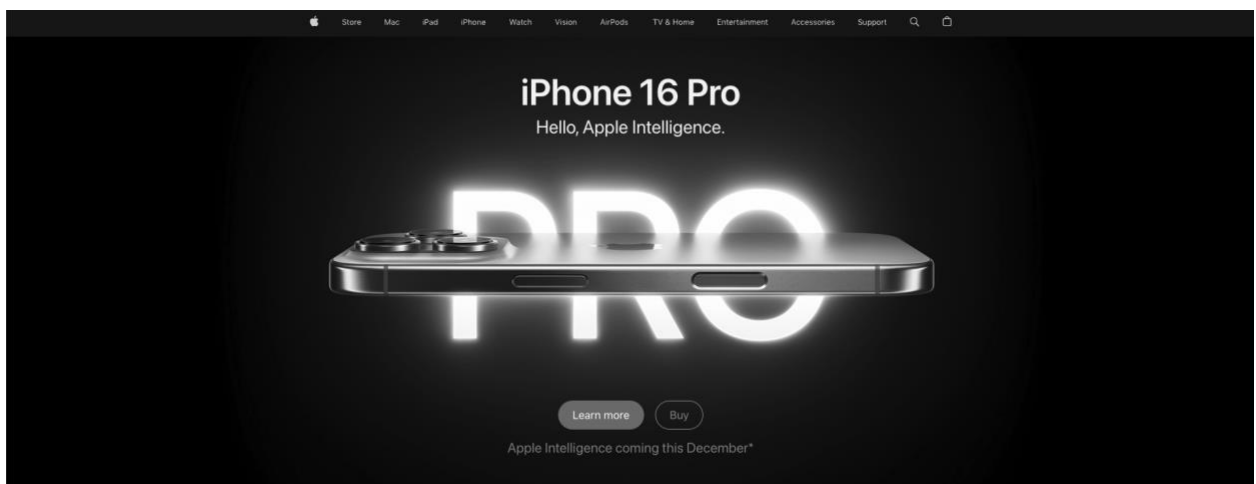 Store Mac iPad iPhone Watch Vision AirPods TV & Home Entertainment Accessories Support
iPhone 16 Pro
Hello, Apple Intelligence.
PRO
Learn more Buy
Apple Intelligence coming this December*